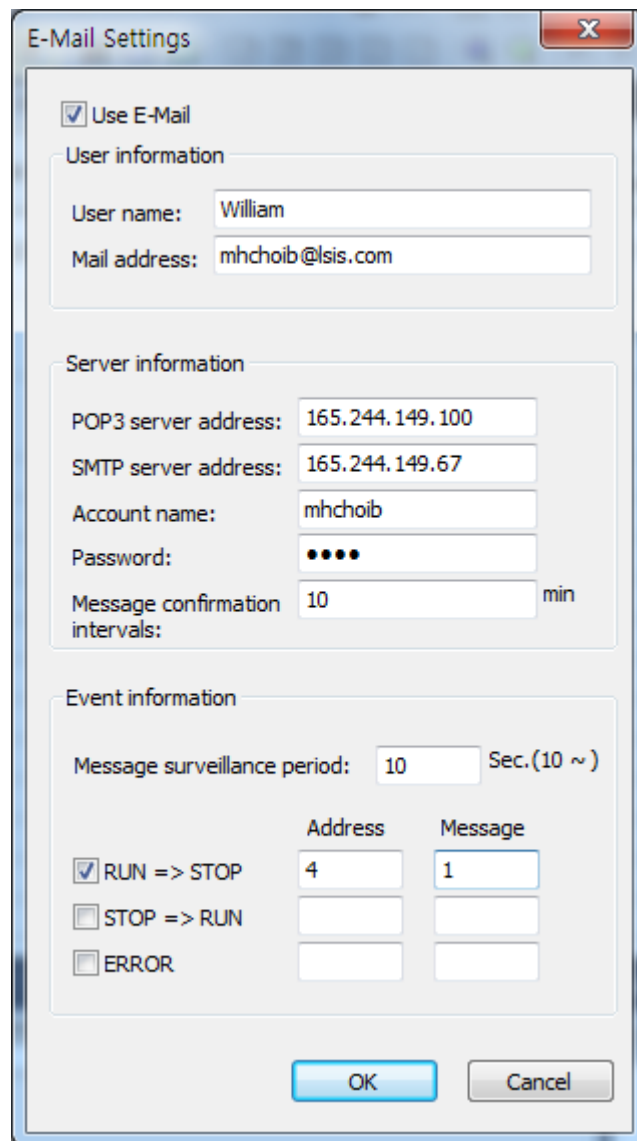 E-Mail Settings
Use E-Mail
User information
User name: William
Mail address: mhchoib@lsis.com
Server information
POP3 server address: 165.244.149.100
SMTP server address: 165.244.149.67
Account name: mhchoib
Password: ●●●●
Message confirmation intervals: 10 min
Event information
Message surveillance period: 10 Sec.(10 ~ )
Address Message
RUN => STOP 4 1
STOP => RUN
ERROR
OK Cancel